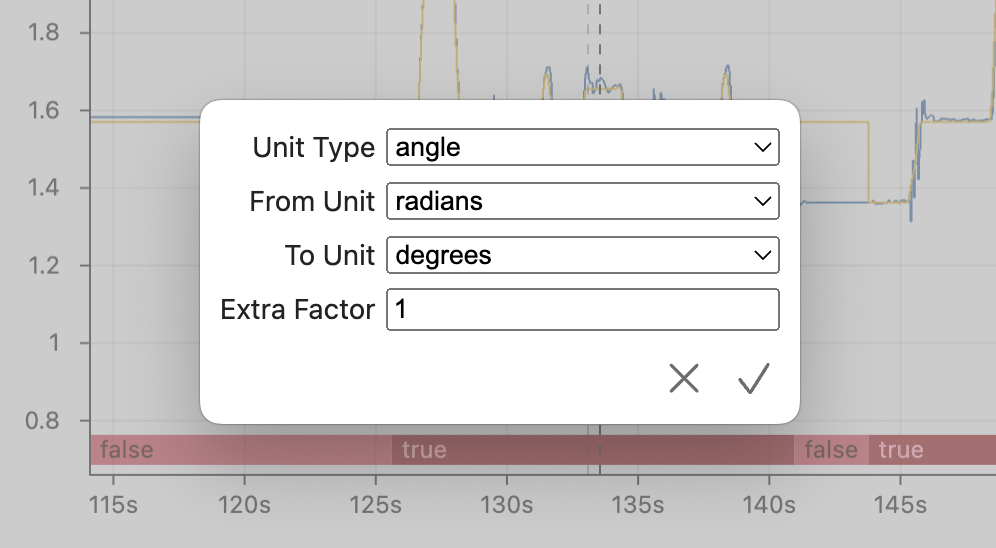 1.8
1.6
1.4
1.2
1
0.8
Unit Type angle
From Unit radians
To Unit degrees
Extra Factor 1
false true false true
115s 120s 125s 130s 135s 140s 145s